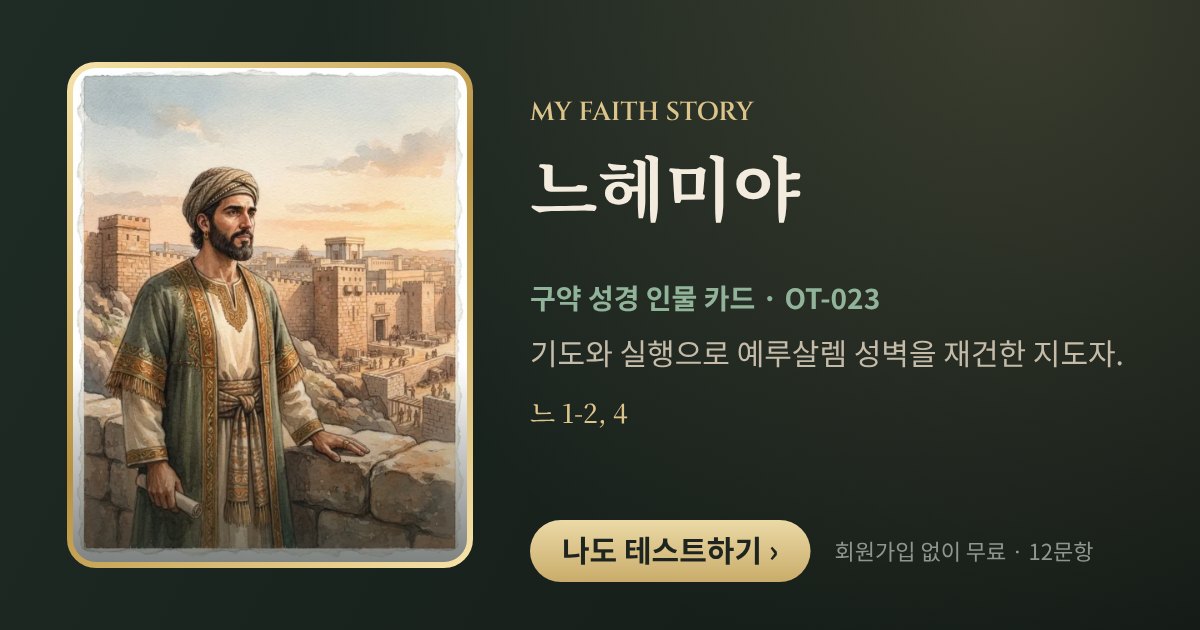 MY FAITH STORY
느헤미야
구약 성경 인물 카드 · OT-023
기도와 실행으로 예루살렘 성벽을 재건한 지도자.
느 1-2, 4
나도 테스트하기 ›
회원가입 없이 무료 · 12문항